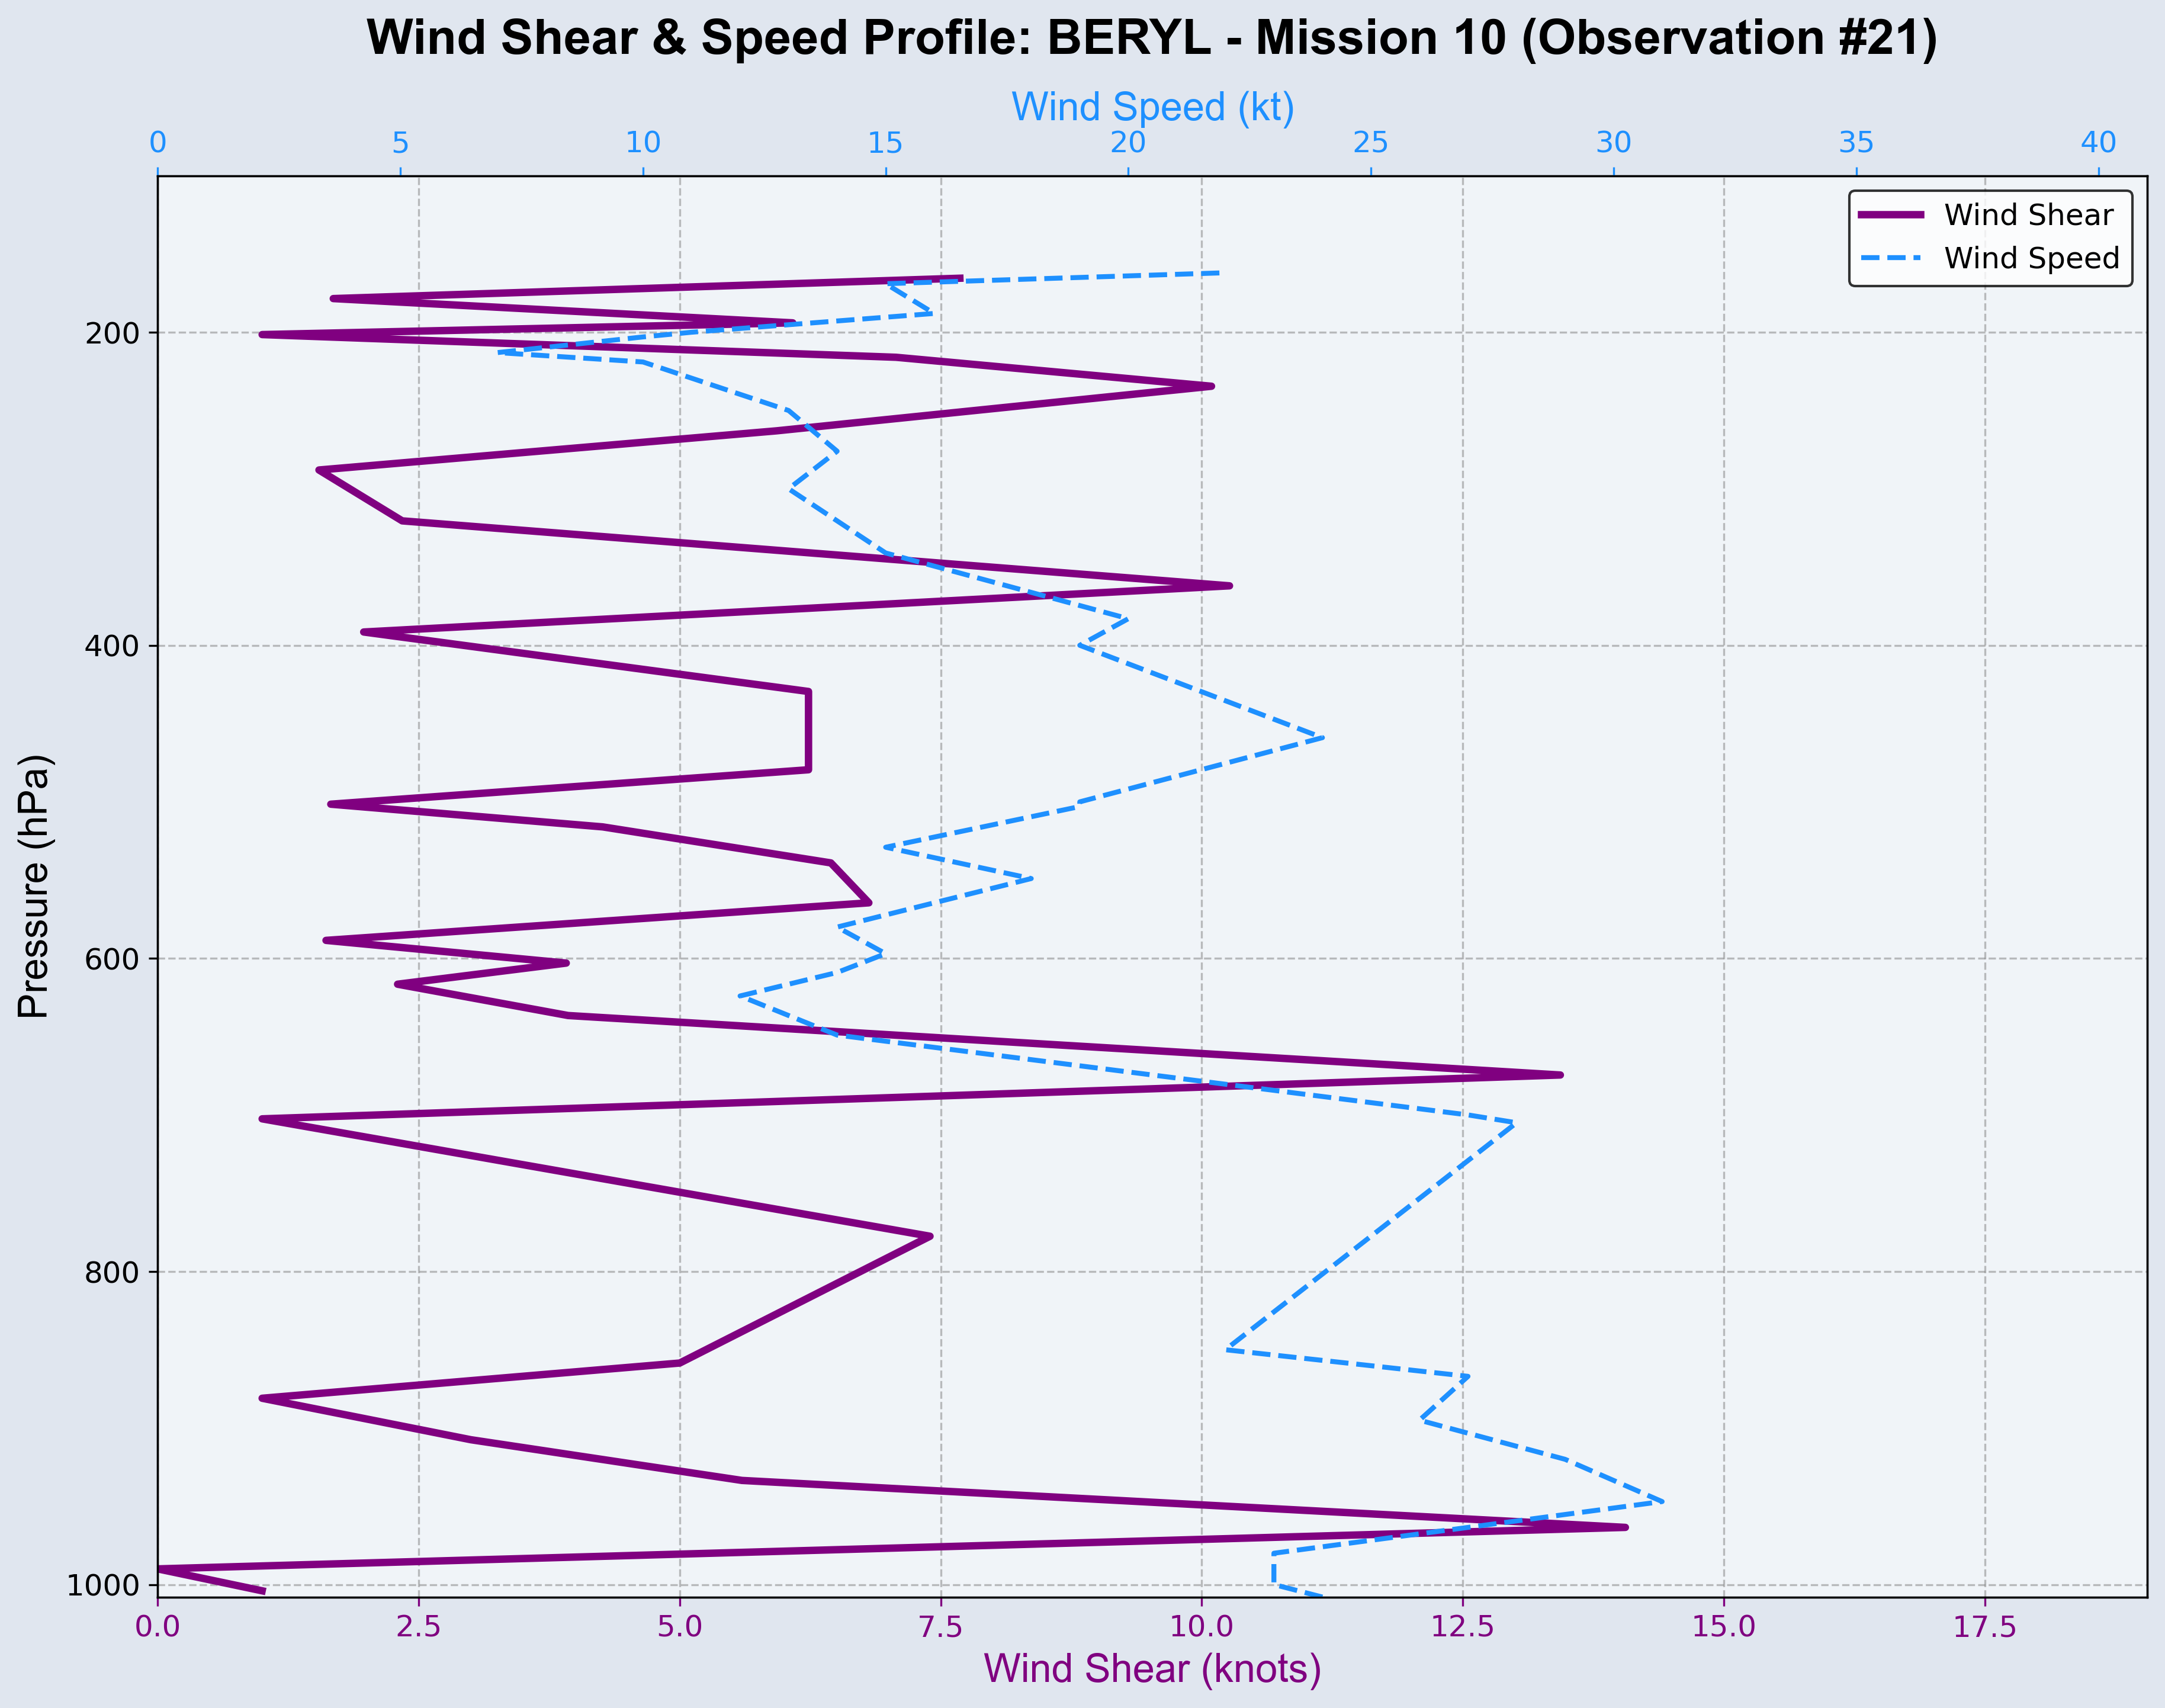 Wind Shear & Speed Profile: BERYL - Mission 10 (Observation #21)
Wind Speed (kt)
0 5 10 15 20 25 30 35 40
Wind Shear
Wind Speed
200
400
600
800
1000
Pressure (hPa)
0.0 2.5 5.0 7.5 10.0 12.5 15.0 17.5
Wind Shear (knots)